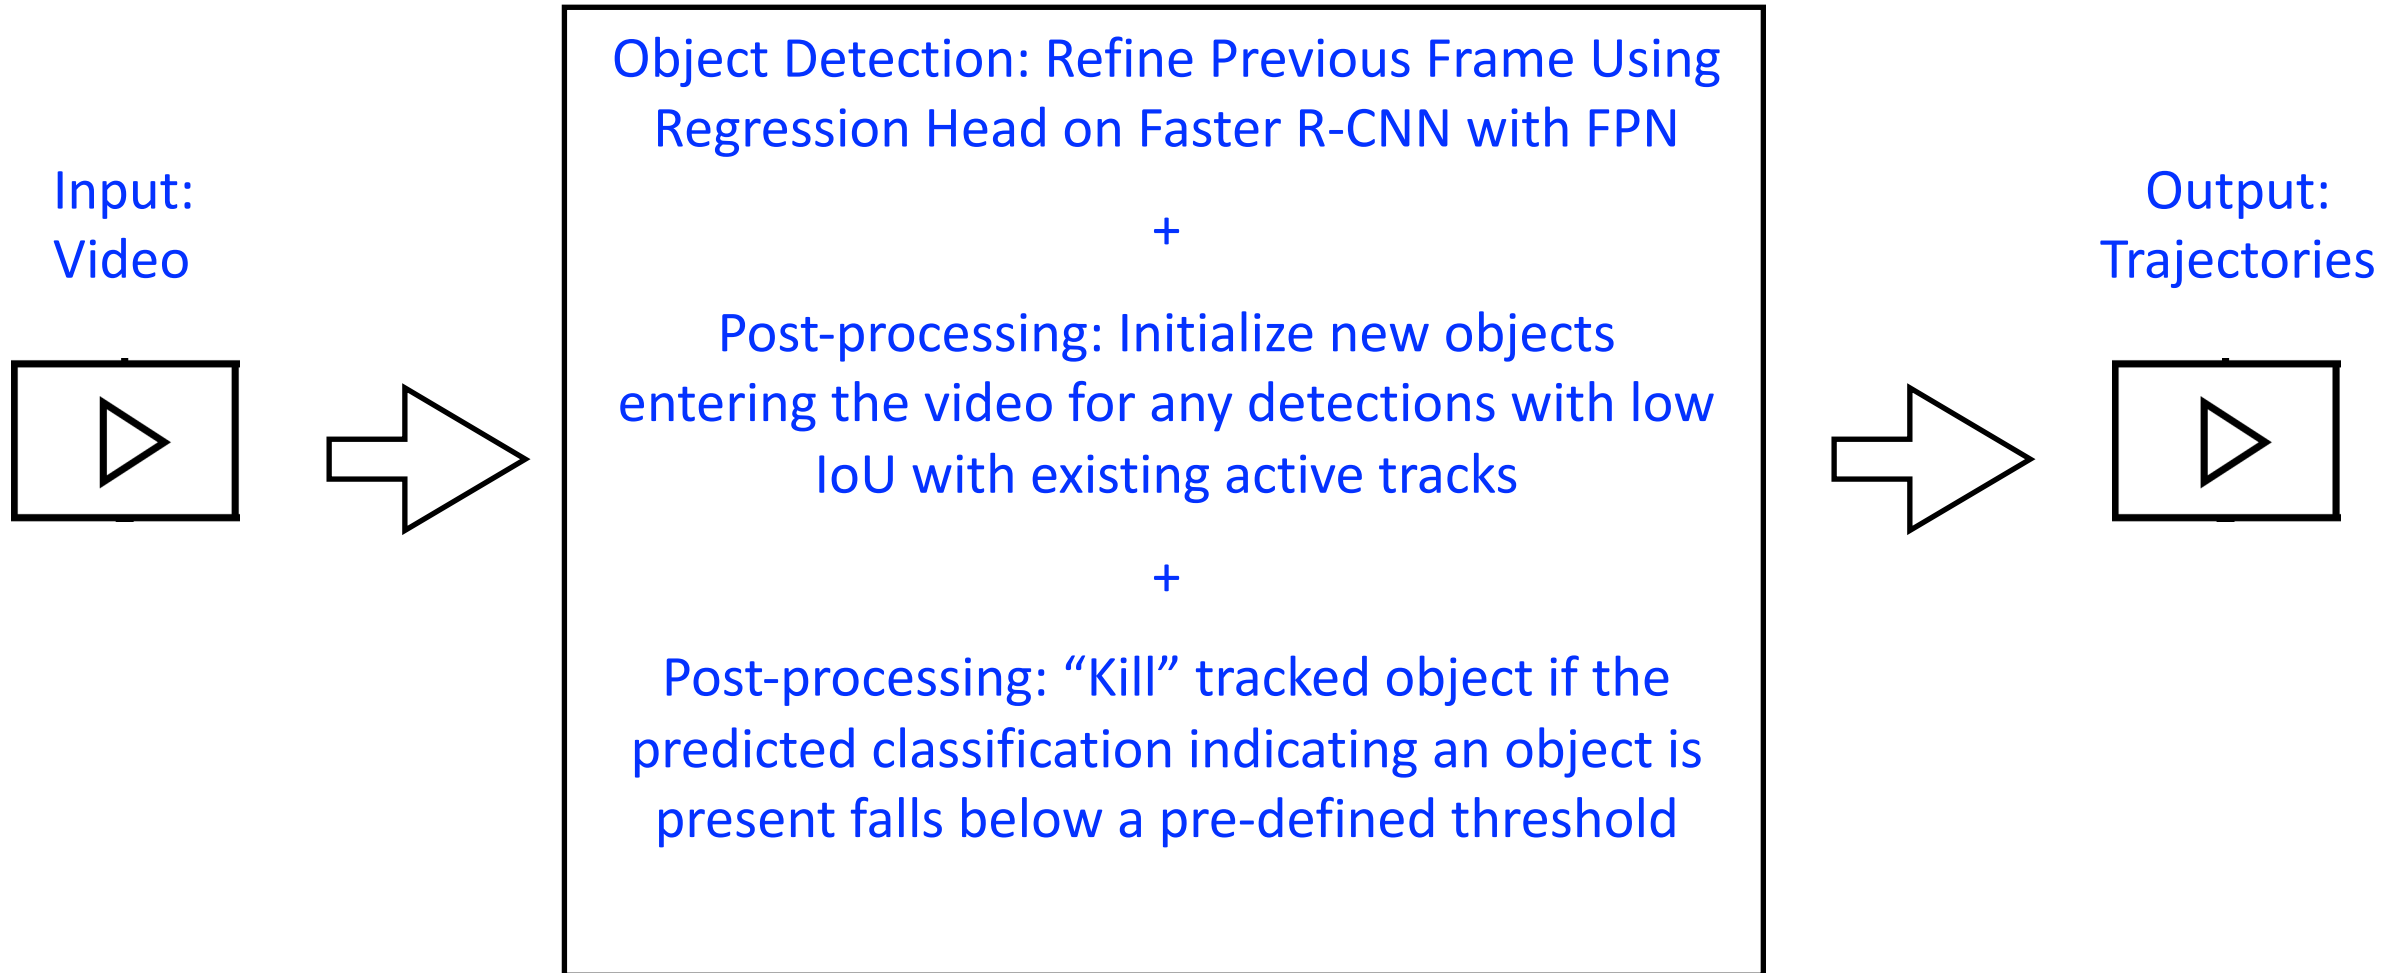 Input:
Video
Object Detection: Refine Previous Frame Using
Regression Head on Faster R-CNN with FPN
+
Post-processing: Initialize new objects
entering the video for any detections with low
IoU with existing active tracks
+
Post-processing: “Kill” tracked object if the
predicted classification indicating an object is
present falls below a pre-defined threshold
Output:
Trajectories